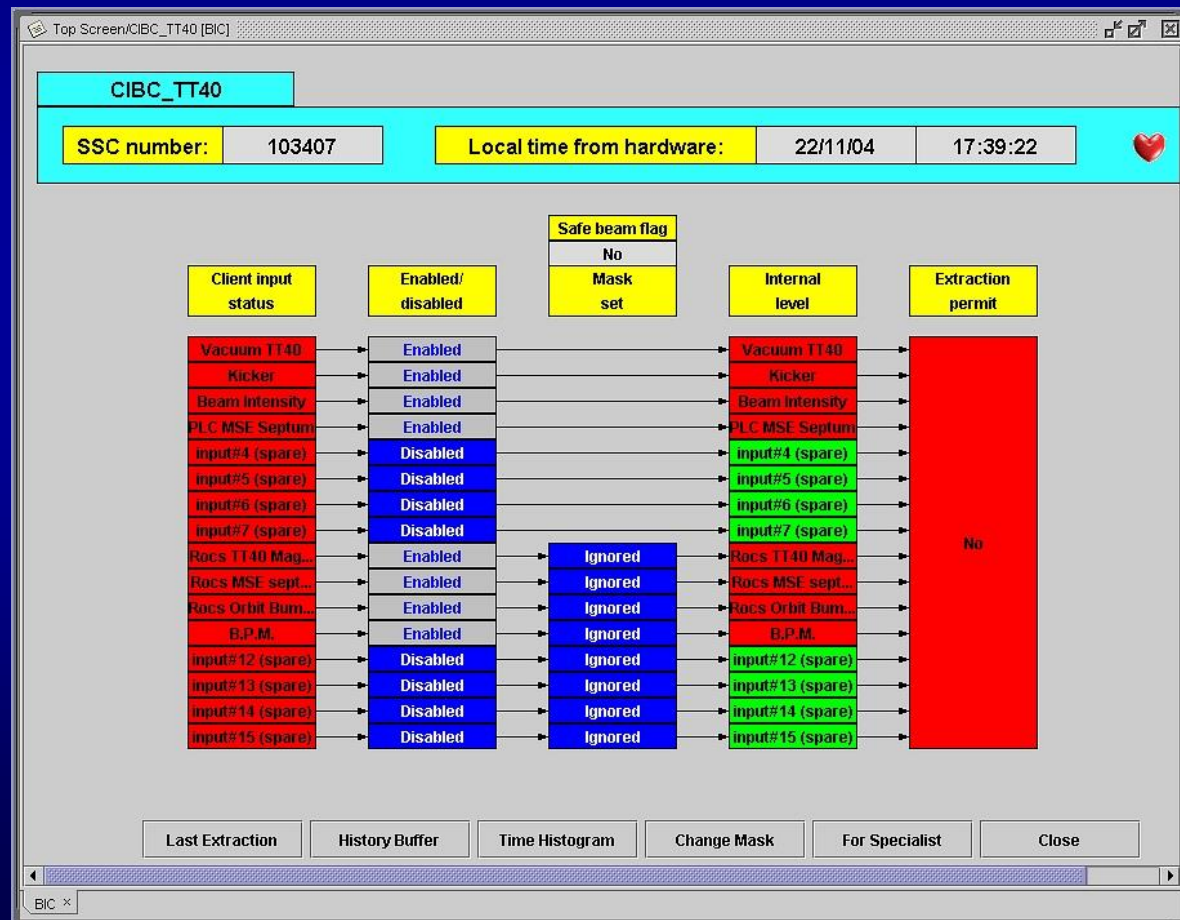 Top Screen/CIBC_TT40 [BIC]
CIBC_TT40
SSC number: 103407 Local time from hardware: 22/11/04 17:39:22
Safe beam flag
No
Client input status Enabled/ disabled Mask set Internal level Extraction permit
Vacuum TT40 Enabled Vacuum TT40
Kicker Enabled Kicker
Beam Intensity Enabled Beam Intensity
PLC MSE Septum Enabled PLC MSE Septum
input#4 (spare) Disabled input#4 (spare)
input#5 (spare) Disabled input#5 (spare)
input#6 (spare) Disabled input#6 (spare)
input#7 (spare) Disabled input#7 (spare)
No
Rocs TT40 Mag... Enabled Ignored Rocs TT40 Mag...
Rocs MSE sept... Enabled Ignored Rocs MSE sept...
Rocs Orbit Bum... Enabled Ignored Rocs Orbit Bum...
B.P.M. Enabled Ignored B.P.M.
input#12 (spare) Disabled Ignored input#12 (spare)
input#13 (spare) Disabled Ignored input#13 (spare)
input#14 (spare) Disabled Ignored input#14 (spare)
input#15 (spare) Disabled Ignored input#15 (spare)
Last Extraction History Buffer Time Histogram Change Mask For Specialist Close
BIC